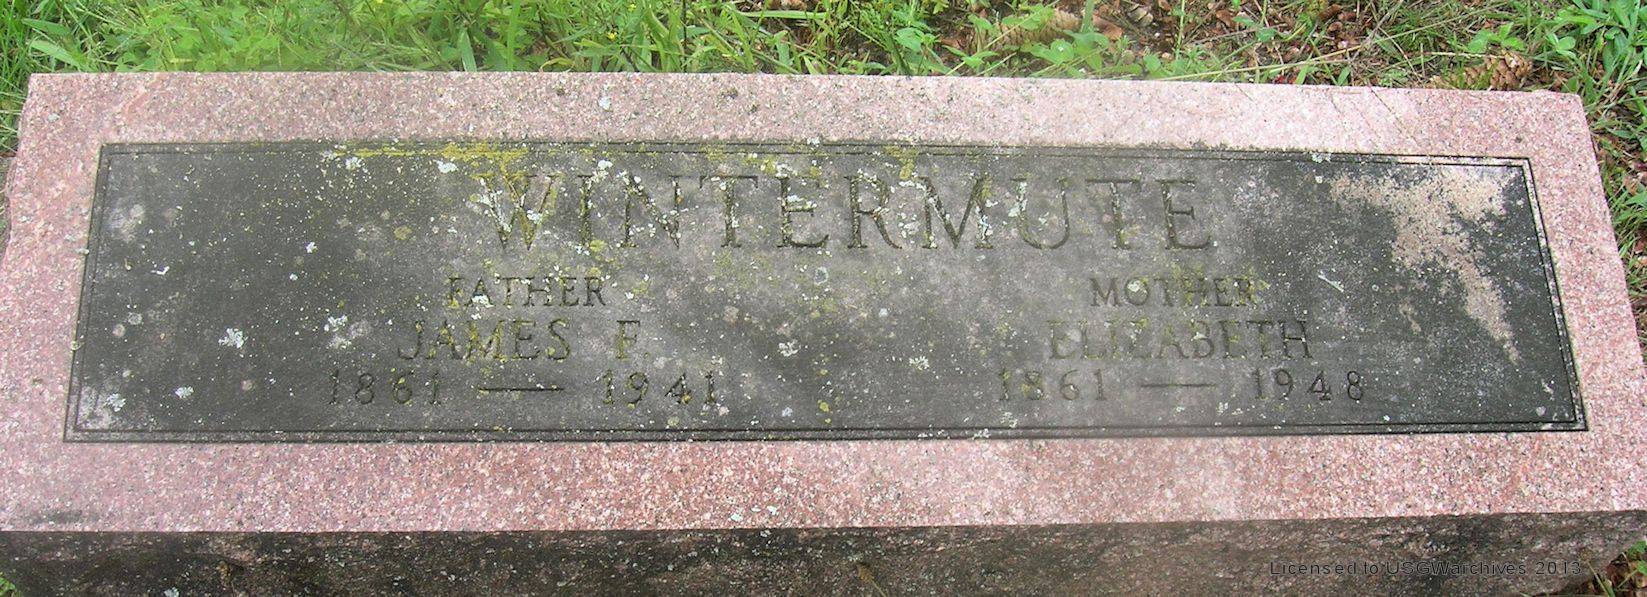 WINTERMUTE
FATHER
JAMES F.
1861 — 1941
MOTHER
ELIZABETH
1861 — 1948
Licensed to USGWarchives 2013